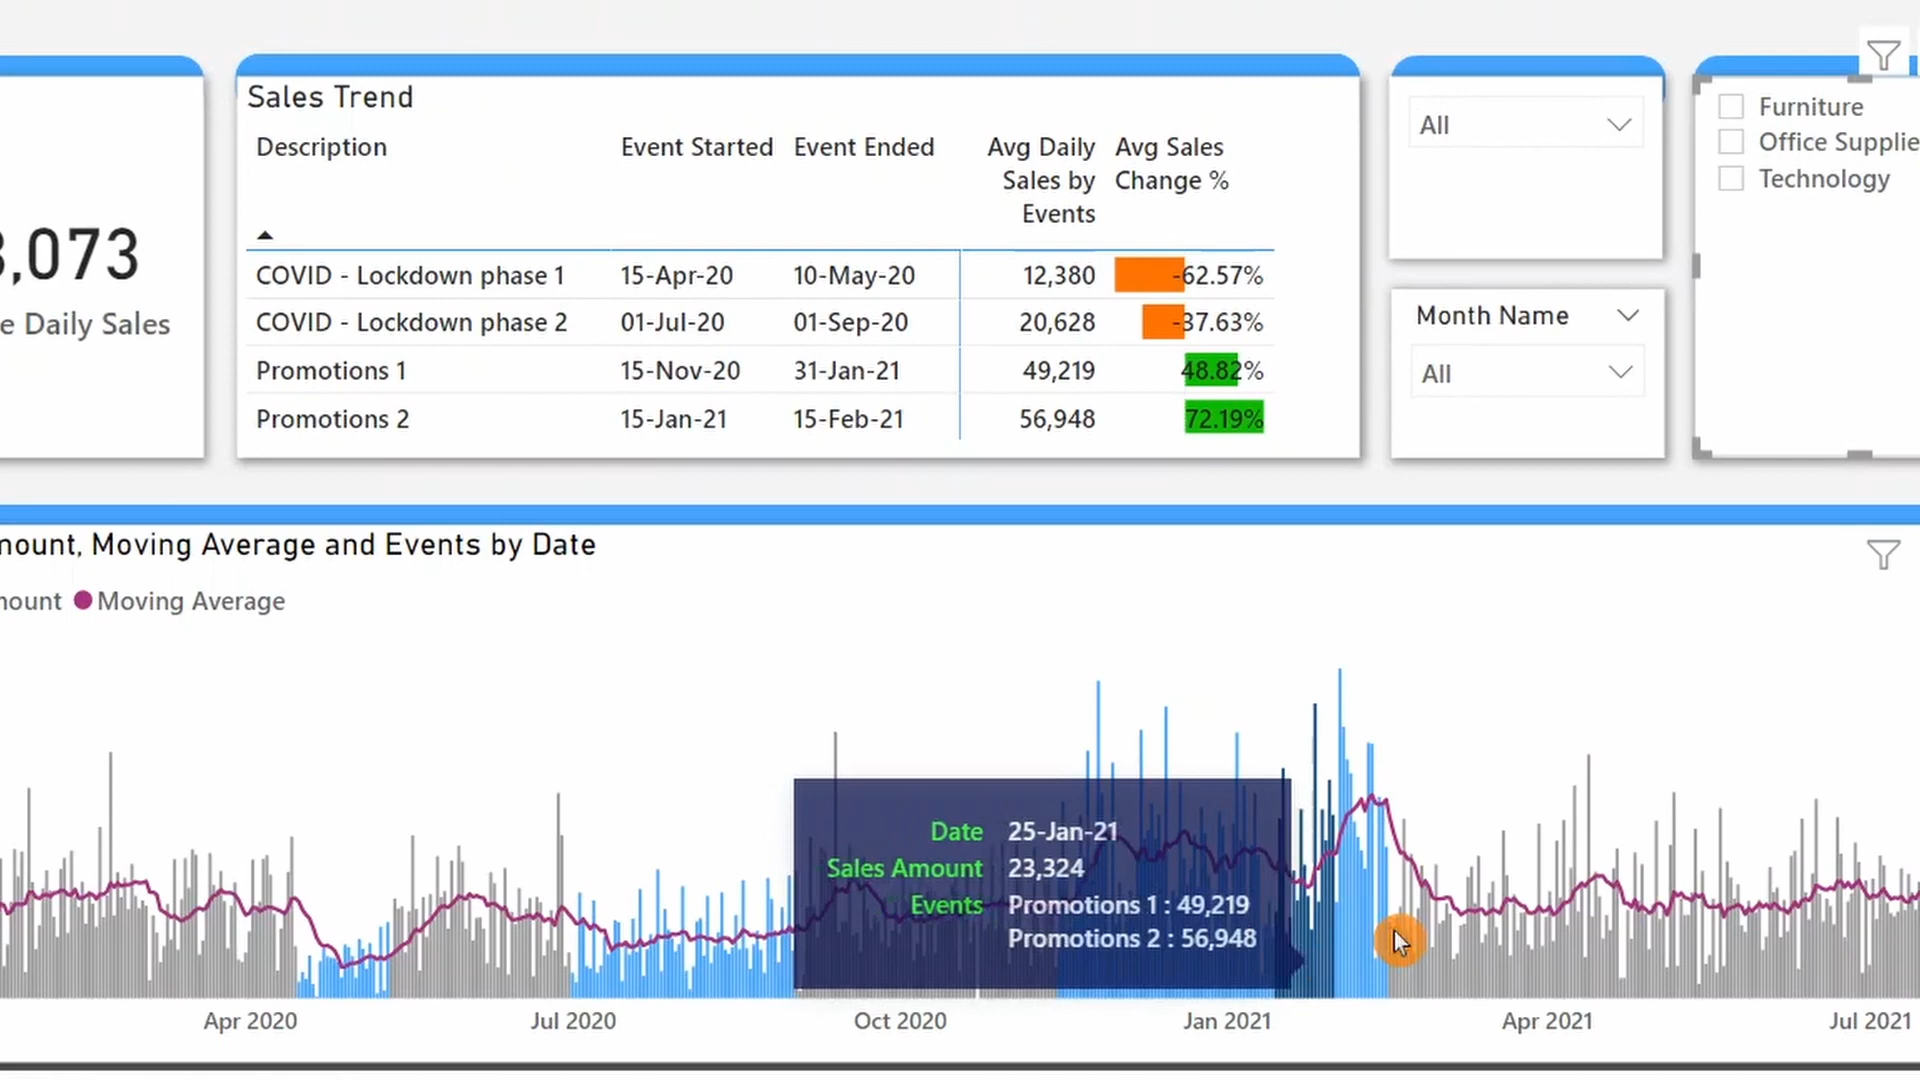 3,073
e Daily Sales
Sales Trend
Description Event Started Event Ended Avg Daily Sales by Events Avg Sales Change %
COVID - Lockdown phase 1 15-Apr-20 10-May-20 12,380 -62.57%
COVID - Lockdown phase 2 01-Jul-20 01-Sep-20 20,628 -37.63%
Promotions 1 15-Nov-20 31-Jan-21 49,219 48.82%
Promotions 2 15-Jan-21 15-Feb-21 56,948 72.19%
All
Month Name
All
Furniture
Office Supplie
Technology
mount, Moving Average and Events by Date
mount Moving Average
Date 25-Jan-21
Sales Amount 23,324
Events Promotions 1 : 49,219
Promotions 2 : 56,948
Apr 2020 Jul 2020 Oct 2020 Jan 2021 Apr 2021 Jul 2021